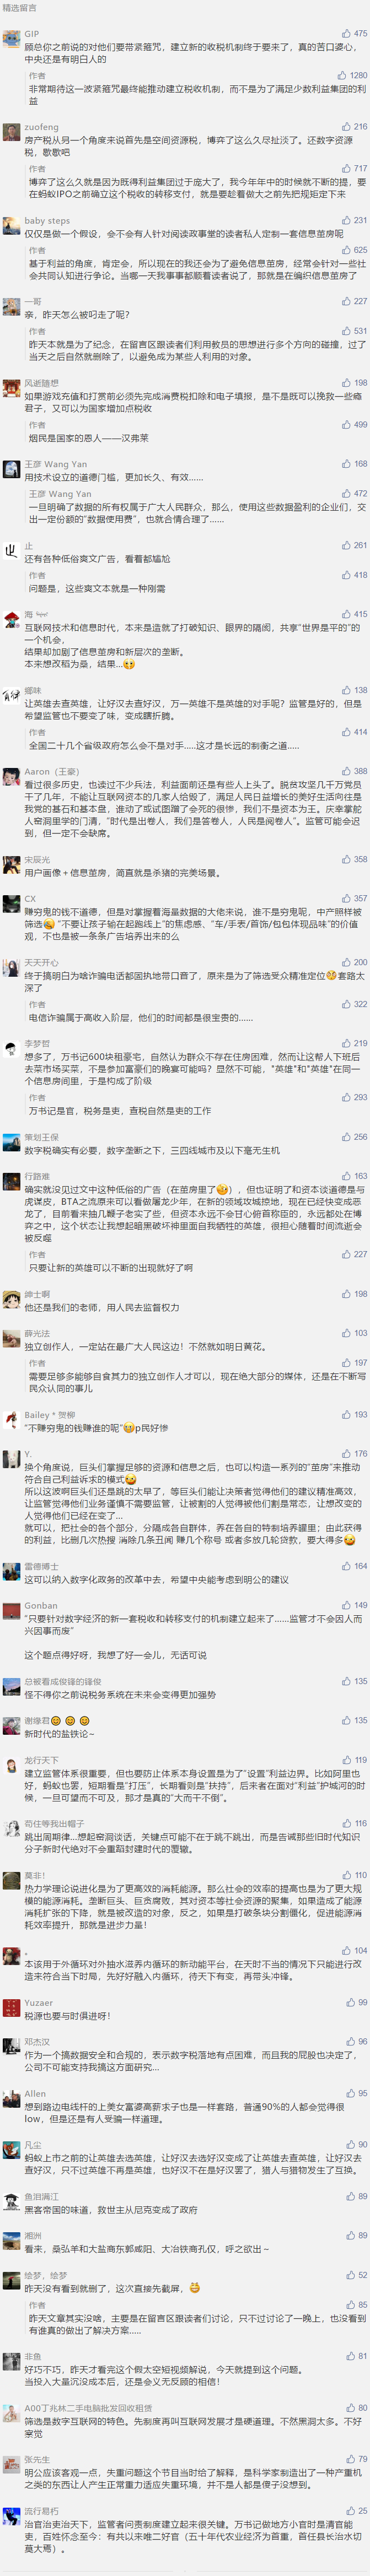 精选留言
GIP 475
顾总你之前说的对他们要带紧箍咒，建立新的收税机制终于要来了，真的苦口婆心，
中央还是有明白人的
作者 1280
非常期待这一波紧箍咒最终能推动建立税收机制，而不是为了满足少数利益集团的利
益
zuofeng 216
房产税从另一个角度来说首先是空间资源税，博弈了这么久尽扯淡了。还数字资源
税，歇歇吧
作者 717
博弈了这么久就是因为既得利益集团过于庞大了，我今年年中的时候就不断的提，要
在蚂蚁IPO之前确立这个税收的转移支付，就是要趁着做大之前先把规矩定下来
baby steps 231
仅仅是做一个假设，会不会有人针对阅读政事堂的读者私人定制一套信息茧房呢
作者 625
基于利益的角度，肯定会，所以现在的我还会为了避免信息茧房，经常会针对一些社
会共同认知进行争论。当哪一天我事事都顺着读者说了，那就是在编织信息茧房了
一哥 227
亲，昨天怎么被叼走了呢？
作者 531
昨天本就是为了纪念，在留言区跟读者们利用教员的思想进行多个方向的碰撞，过了
当天之后自然就删除了，以避免成为某些人利用的对象。
风逝随想 198
如果游戏充值和打赏前必须先完成消费税扣除和电子填报，是不是既可以挽救一些瘾
君子，又可以为国家增加点税收
作者 499
烟民是国家的恩人——汉弗莱
王彦 Wang Yan 168
用技术设立的道德门槛，更加长久、有效……
王彦 Wang Yan 472
一旦明确了数据的所有权属于广大人民群众，那么，使用这些数据盈利的企业们，交
出一定份额的“数据使用费”，也就合情合理了……
止 261
还有各种低俗爽文广告，看看都尴尬
作者 418
问题是，这些爽文本就是一种刚需
海 415
互联网技术和信息时代，本来是造就了打破知识、眼界的隔阂，共享“世界是平的”的
一个机会，
结果却加剧了信息茧房和新层次的垄断。
本来想改稻为桑，结果...
郷味 138
让英雄去查英雄，让好汉去查好汉，万一英雄不是英雄的对手呢？监管是好的，但是
希望监管也不要变了味，变成瞎折腾。
作者 414
全国二十几个省级政府怎么会不是对手.....这才是长远的制衡之道.....
Aaron（王豪） 388
看过很多历史，也读过不少兵法，利益面前还是有些人上头了。脱贫攻坚几千万党员
干了几年，不能让互联网资本的几家人给毁了，满足人民日益增长的美好生活向往是
我党的基石和基本盘，谁动了或试图蹭了会死的很惨，我们不是资本为王。庆幸掌舵
人窑洞里学的门清，“时代是出卷人，我们是答卷人，人民是阅卷人”。监管可能会迟
到，但一定不会缺席。
宋辰光 358
用户画像＋信息茧房，简直就是杀猪的完美场景。
CX 357
赚穷鬼的钱不道德，但是对掌握着海量数据的大佬来说，谁不是穷鬼呢，中产照样被
筛选 “不要让孩子输在起跑线上”的焦虑感、“车/手表/首饰/包包体现品味”的价值
观，不也是被一条条广告培养出来的么
天天开心 200
终于搞明白为啥诈骗电话都固执地带口音了，原来是为了筛选受众精准定位 套路太
深了
作者 322
电信诈骗属于高收入阶层，他们的时间都是很宝贵的……
李梦哲 219
想多了，万书记600块租豪宅，自然认为群众不存在住房困难，然而让这帮人下班后
去菜市场买菜，不是参加富豪们的晚宴可能吗？显然不可能，"英雄"和"英雄"在同一
个信息房间里，于是构成了阶级
作者 293
万书记是官，税务是吏，查税自然是吏的工作
策划王保 256
数字税确实有必要，数字垄断之下，三四线城市及以下毫无生机
行路难 163
确实就没见过文中这种低俗的广告（在茧房里了），但也证明了和资本谈道德是与
虎谋皮，BTA之流原来可以看做屠龙少年，在新的领域攻城掠地，现在已经快变成恶
龙了，目前看来抽几鞭子老实了些，但资本永远不会甘心俯首称臣的，永远都处在博
弈之中，这个状态让我想起暗黑破坏神里面自我牺牲的英雄，很担心随着时间流逝会
被反噬
作者 227
只要让新的英雄可以不断的出现就好了啊
绅士啊 198
他还是我们的老师，用人民去监督权力
薛光法 103
独立创作人，一定站在最广大人民这边！不然就如明日黄花。
作者 197
需要足够多能够自食其力的独立创作人才可以，现在绝大部分的媒体，还是在不断写
民众认同的事儿
Bailey * 贺柳 193
“不赚穷鬼的钱赚谁的呢” p民好惨
Y. 176
换个角度说，巨头们掌握足够的资源和信息之后，也可以构造一系列的“茧房”来推动
符合自己利益诉求的模式
所以这波啊巨头们还是跳的太早了，等巨头们能让决策者觉得他们的建议精准高效，
让监管觉得他们业务谨慎不需要监管，让被割的人觉得被他们割是常态，让想改变的
人觉得他们已经在变了...
就可以，把社会的各个部分，分隔成各自群体，养在各自的特制培养罐里；由此获得
的利益，比删几次热搜 消除几条丑闻 赚几个称号 或者多放几轮贷款，要大得多
雷德博士 164
这可以纳入数字化政务的改革中去，希望中央能考虑到明公的建议
Gonban 149
“只要针对数字经济的新一套税收和转移支付的机制建立起来了……监管才不会因人而
兴因事而废”
这个题点得好呀，我想了好一会儿，无话可说
总被看成俊锋的锋俊 135
怪不得你之前说税务系统在未来会变得更加强势
谢缘君 135
新时代的盐铁论~
龙行天下 119
建立监管体系很重要，但也要防止体系本身设置是为了“设置”利益边界。比如阿里也
好，蚂蚁也罢，短期看是“打压”，长期看则是“扶持”，后来者在面对“利益”护城河的时
候，一旦可望而不可及，那才是真的“大而干不倒”。
苟住等我出帽子 116
跳出周期律...想起窑洞谈话，关键点可能不在于跳不跳出，而是告诫那些旧时代知识
分子新时代绝对不会重蹈封建时代的覆辙。
莫非！ 110
热力学理论说进化是为了更高效的消耗能源。那么社会的效率的提高也是为了更大规
模的能源消耗。垄断巨头、巨贪腐败，其对资本等社会资源的聚集，如果造成了能源
消耗扩张的下降，就是被改造的对象，反之，如果是打破条块分割僵化，促进能源消
耗效率提升，那就是进步力量！
。 104
本该用于外循环对外抽水滋养内循环的新动能平台，在天时不当的情况下只能进行改
造来符合当下时局，先好好融入内循环，待天下有变，再带头冲锋。
Yuzaer 99
税源也要与时俱进呀！
邓杰汉 96
作为一个搞数据安全和合规的，表示数字税落地有点困难，而且我的屁股也决定了，
公司不可能支持我搞这方面研究...
Allen 95
想到路边电线杆的上美女富婆高薪求子也是一样套路，普通90%的人都会觉得很
low，但是还是有人受骗一样道理。
凡尘 90
蚂蚁上市之前的让英雄去选英雄，让好汉去选好汉变成了让英雄去查英雄，让好汉去
查好汉，只不过英雄不再是英雄，也好汉不在是好汉罢了，猎人与猎物发生了互换。
鱼泪满江 89
黑客帝国的味道，救世主从尼克变成了政府
湘洲 89
看来，桑弘羊和大盐商东郭咸阳、大冶铁商孔仅，呼之欲出～
绘梦，绘梦 52
昨天没有看到就删了，这次直接先截屏，
作者 85
昨天文章其实没啥，主要是在留言区跟读者们讨论，只不过讨论了一晚上，也没看到
有谁真的做出了解决方案.....
非鱼 81
好巧不巧，昨天才看完这个假太空短视频解说，今天就提到这个问题。
当投入大量沉没成本后，还是会义无反顾的相信！
A00丁兆林二手电脑批发回收租赁 80
筛选是数字互联网的特色。先制度再叫互联网发展才是硬道理。不然黑洞太多。不好
察觉
张先生 79
明公应该客观一点，失重问题这个节目当时给了解释，是科学家制造出了一种产重机
之类的东西让人产生正常重力适应失重环境，并不是人都是傻子没想到。
流行易朽 25
治官治吏治天下，监管者问责制度建立起来很关键。万书记做地方小官时是清官能
吏，百姓怀念至今：有共以来唯二好官（五十年代农业经济为首重，首任县长治水切
莫大焉）。